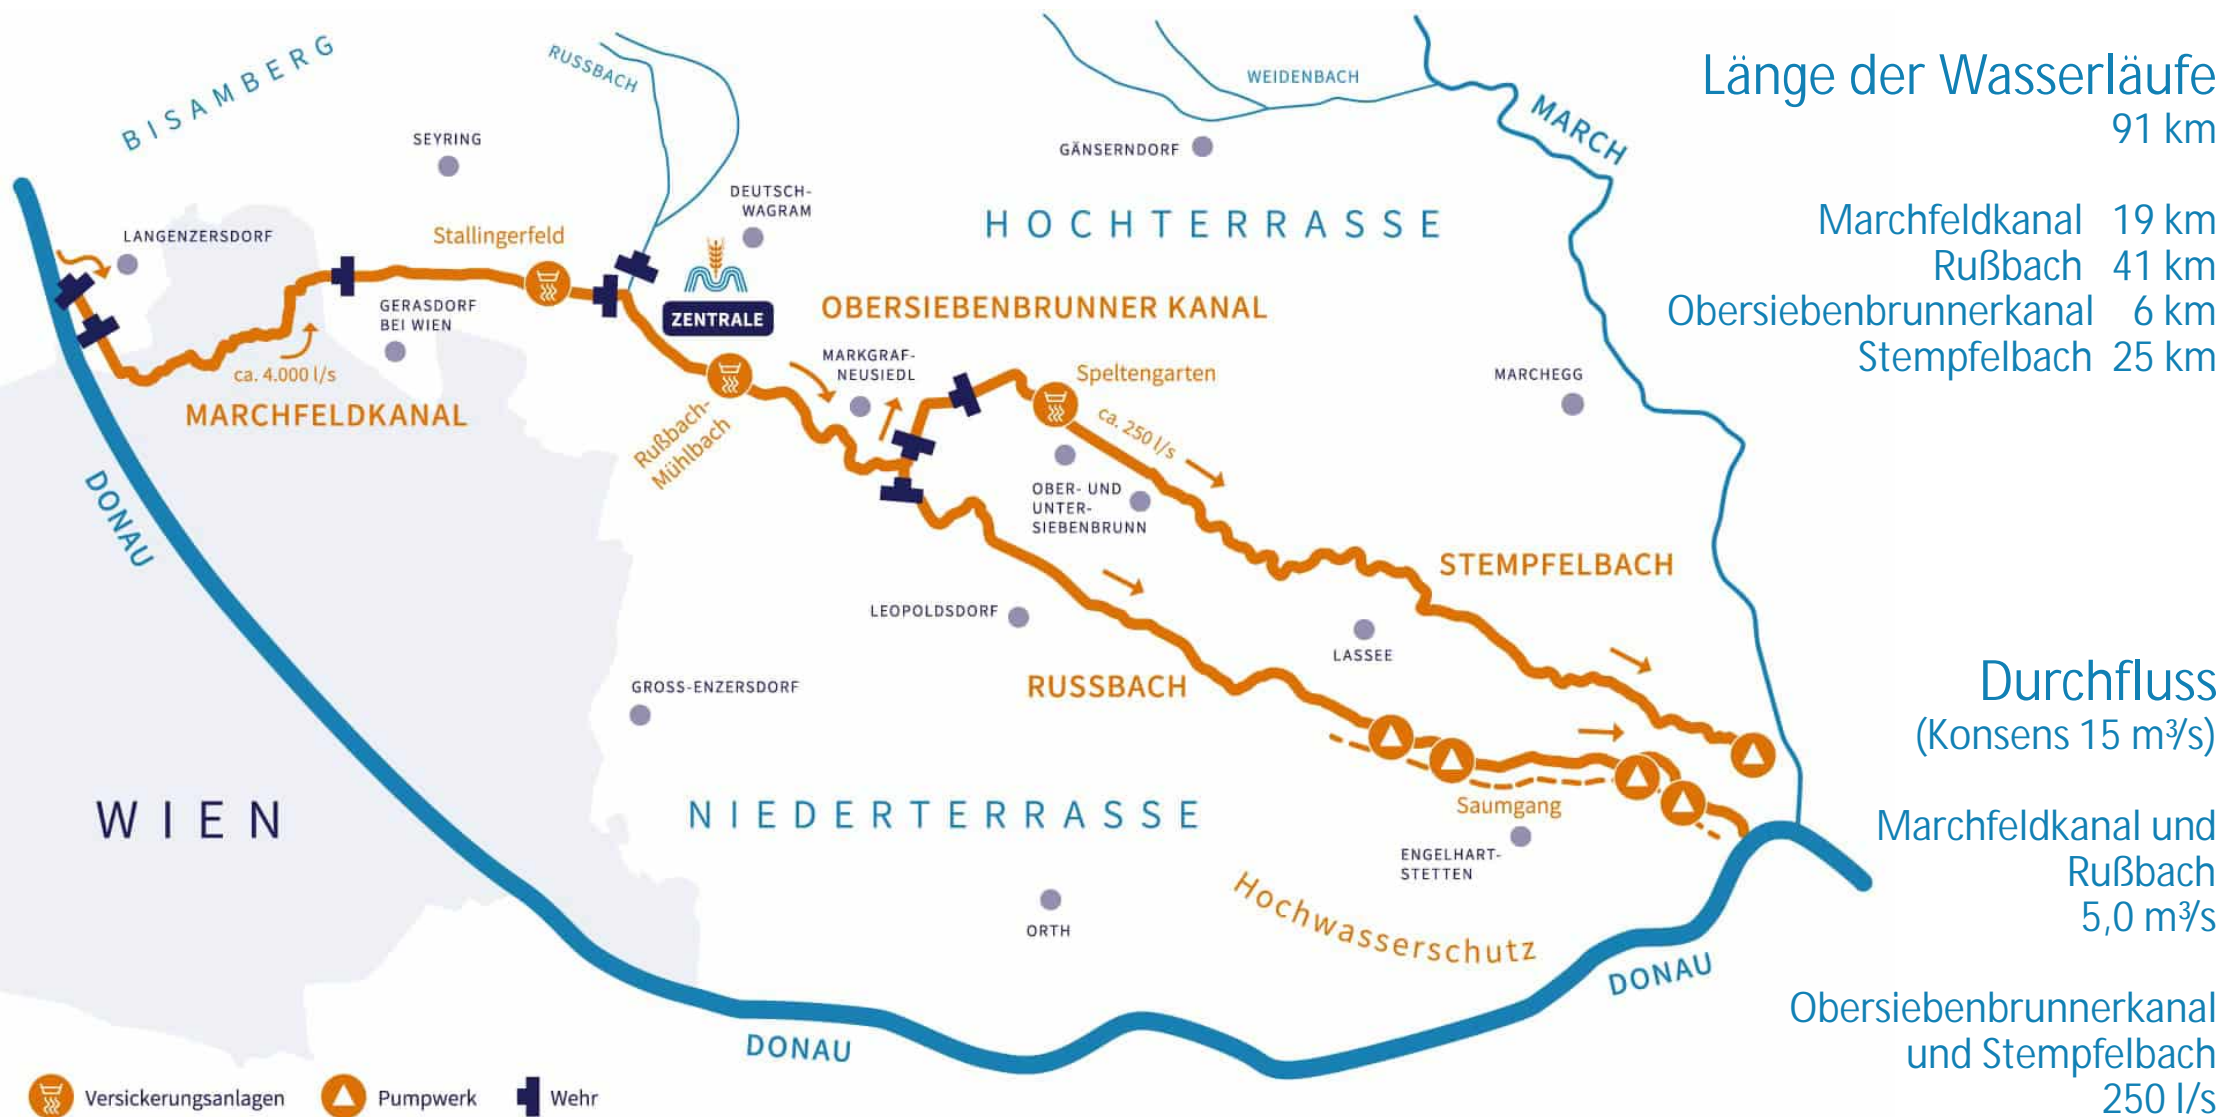 BISAMBERG
RUSSBACH
SEYRING
LANGENZERSDORF
DEUTSCH-
WAGRAM
Stallingerfeld
GERASDORF
BEI WIEN
ca. 4.000 l/s
MARCHFELDKANAL
ZENTRALE
OBERSIEBENBRUNNER KANAL
MARKGRAF-
NEUSIEDL
Rußbach-
Mühlbach
WEIDENBACH
GÄNSERNDORF
MARCH
HOCHTERRASSE
Speltengarten
ca. 250 l/s
MARCHEGG
OBER- UND
UNTER-
SIEBENBRUNN
STEMPFELBACH
LEOPOLDSDORF
LASSEE
RUSSBACH
GROSS-ENZERSDORF
DONAU
WIEN
NIEDERTERRASSE
Saumgang
ENGELHART-
STETTEN
Hochwasserschutz
ORTH
DONAU
DONAU
Versickerungsanlagen
Pumpwerk
Wehr
Länge der Wasserläufe
91 km
Marchfeldkanal 19 km
Rußbach 41 km
Obersiebenbrunnerkanal 6 km
Stempfelbach 25 km
Durchfluss
(Konsens 15 m³/s)
Marchfeldkanal und
Rußbach
5,0 m³/s
Obersiebenbrunnerkanal
und Stempfelbach
250 l/s